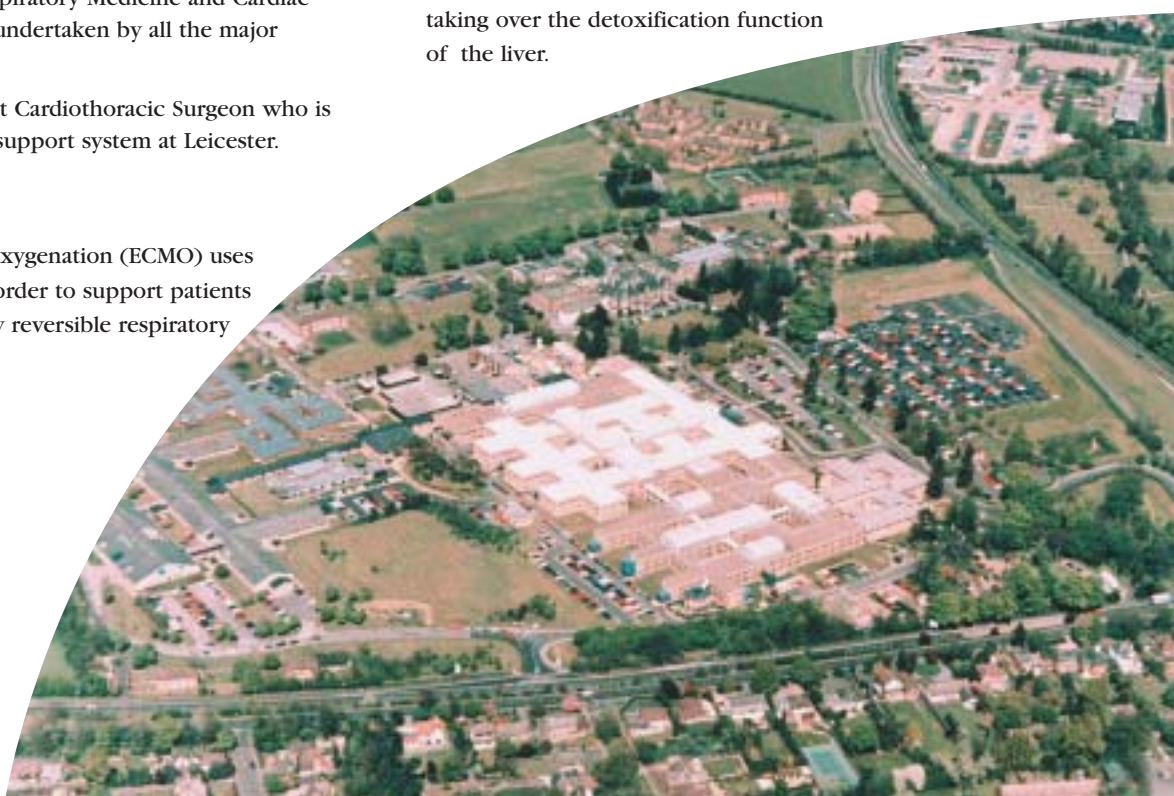 piratory Medicine and Cardiac
undertaken by all the major
t Cardiothoracic Surgeon who is
support system at Leicester.
xygenation (ECMO) uses
order to support patients
y reversible respiratory
taking over the detoxification function
of the liver.